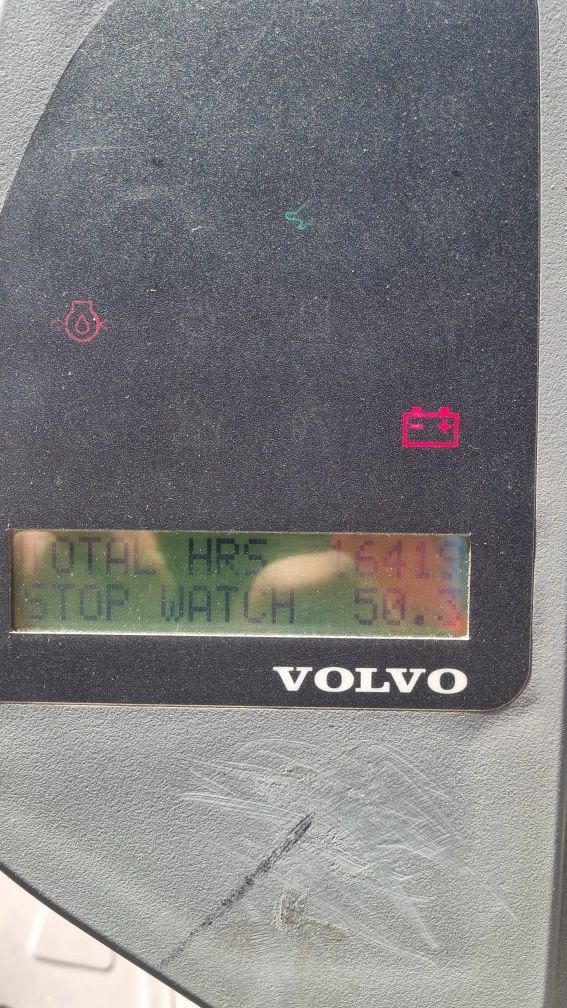 TOTAL HRS 16419
STOP WATCH 50.3
VOLVO